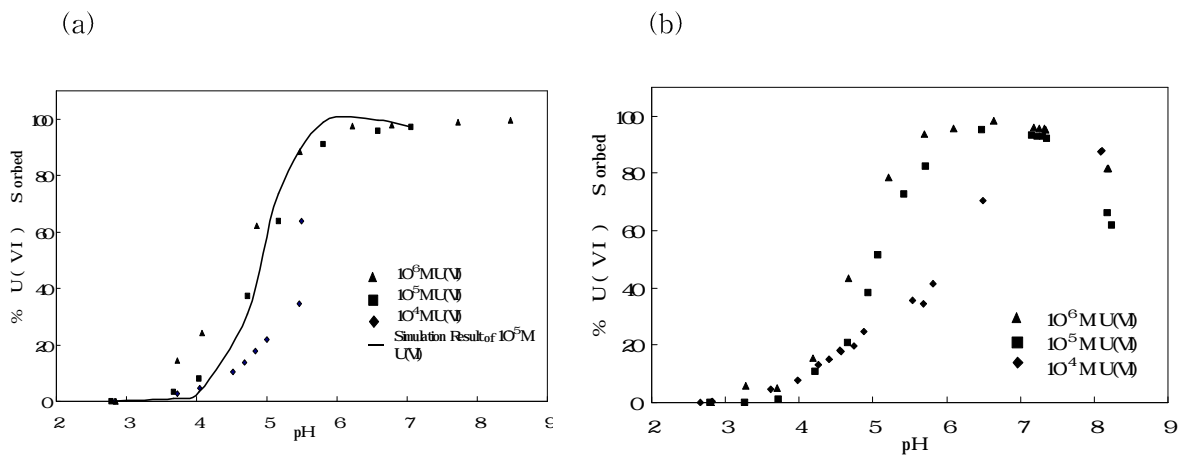 (a)
(b)
% U(VI) Sorbed
100
80
60
40
20
0
2 3 4 5 6 7 8 9
pH
10⁶MU(VI)
10⁵MU(VI)
10⁴MU(VI)
Simulation Result of 10⁵M
U(VI)
% U(VI) Sorbed
100
80
60
40
20
0
2 3 4 5 6 7 8 9
pH
10⁶MU(VI)
10⁵MU(VI)
10⁴MU(VI)